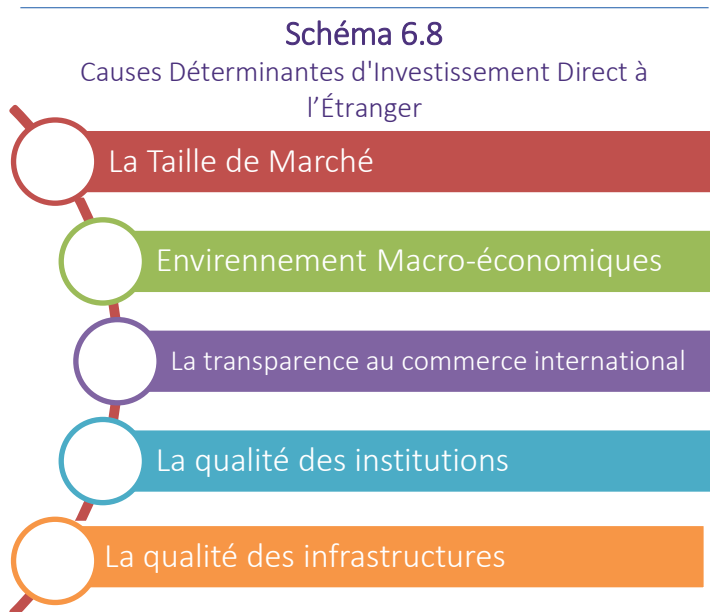 Schéma 6.8
Causes Déterminantes d'Investissement Direct à
l’Étranger
La Taille de Marché
Envirennement Macro-économiques
La transparence au commerce international
La qualité des institutions
La qualité des infrastructures